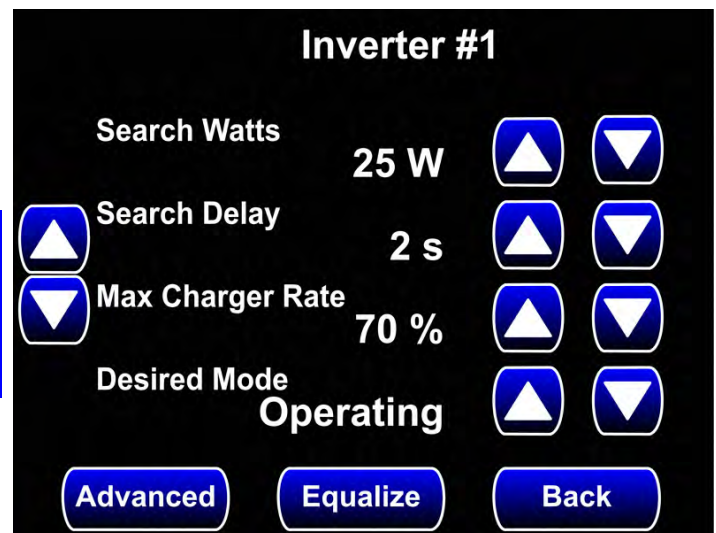 Inverter #1
Search Watts
25 W
Search Delay
2 s
Max Charger Rate
70 %
Desired Mode
Operating
Advanced
Equalize
Back